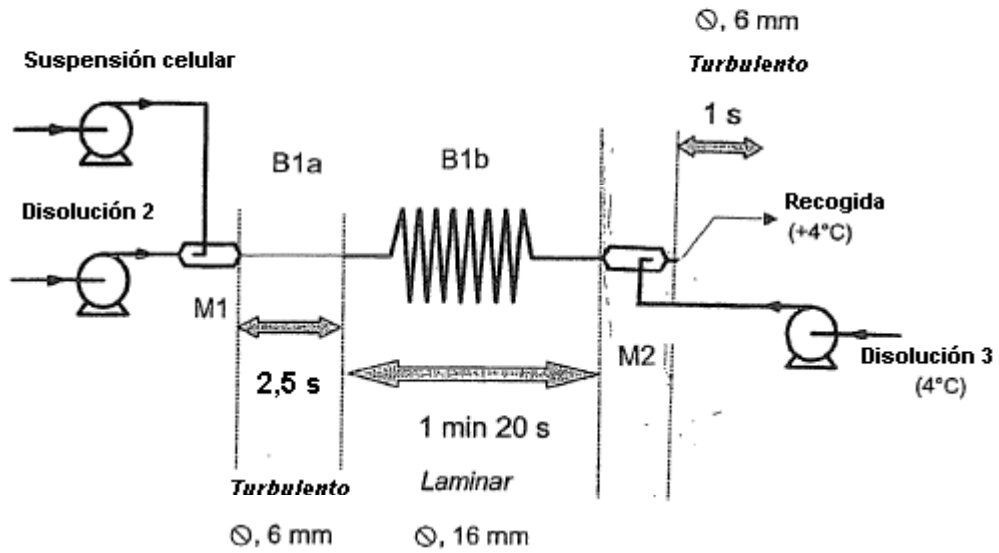 ⦸, 6 mm
Turbulento
Suspensión celular
1 s
B1a
B1b
Disolución 2
Recogida
(+4°C)
M1
M2
Disolución 3
(4°C)
2,5 s
1 min 20 s
Turbulento
Laminar
⦸, 6 mm
⦸, 16 mm